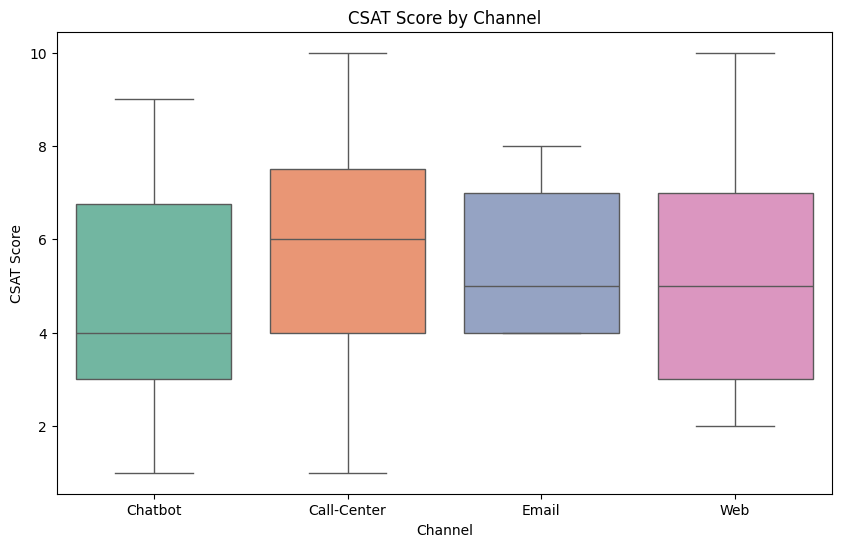 CSAT Score by Channel
CSAT Score
10
8
6
4
2
Chatbot
Call-Center
Email
Web
Channel